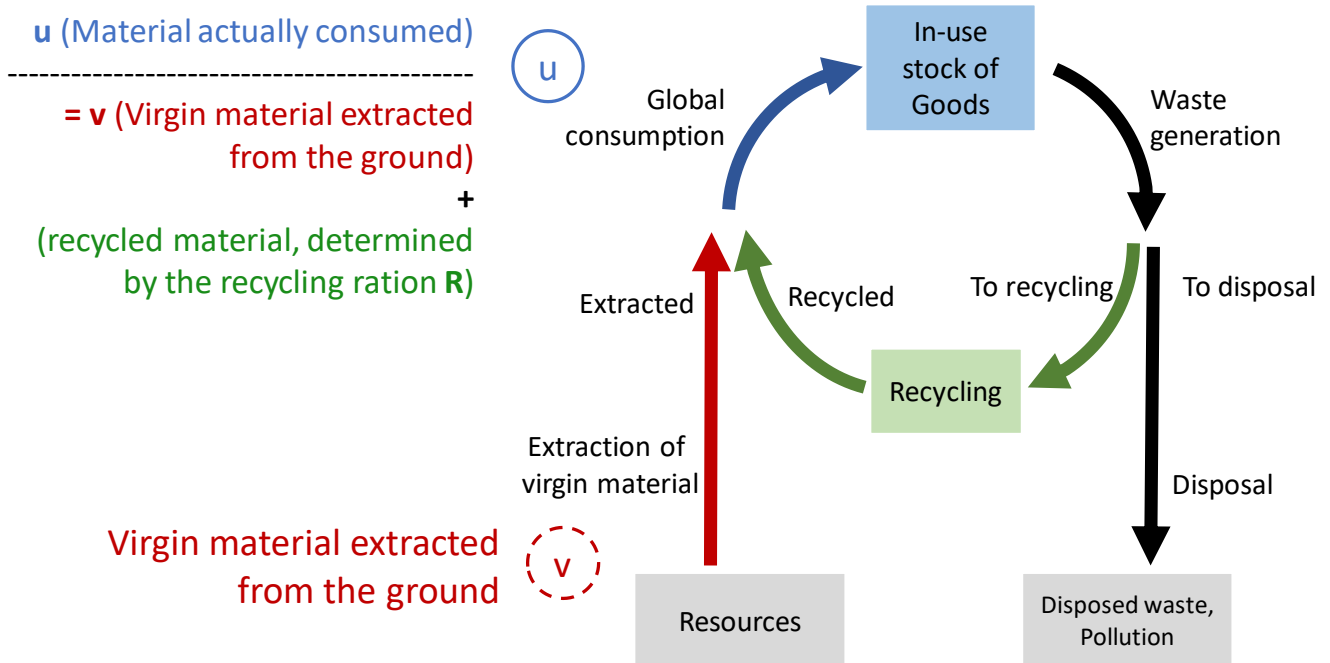 u (Material actually consumed)
-------------------------------------------
= v (Virgin material extracted
from the ground)
+
(recycled material, determined
by the recycling ration R)
u
Global
consumption
In-use
stock of
Goods
Waste
generation
Extracted
Recycled
To recycling
To disposal
Recycling
Extraction of
virgin material
Disposal
Virgin material extracted
from the ground
v
Resources
Disposed waste,
Pollution